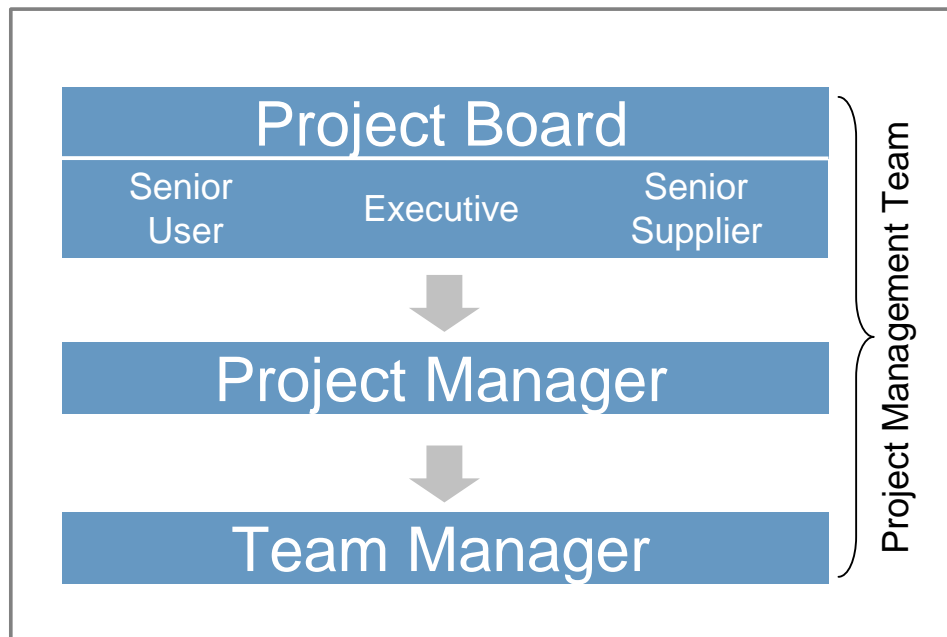 Project Board
Senior
User
Executive
Senior
Supplier
Project Manager
Team Manager
Project Management Team